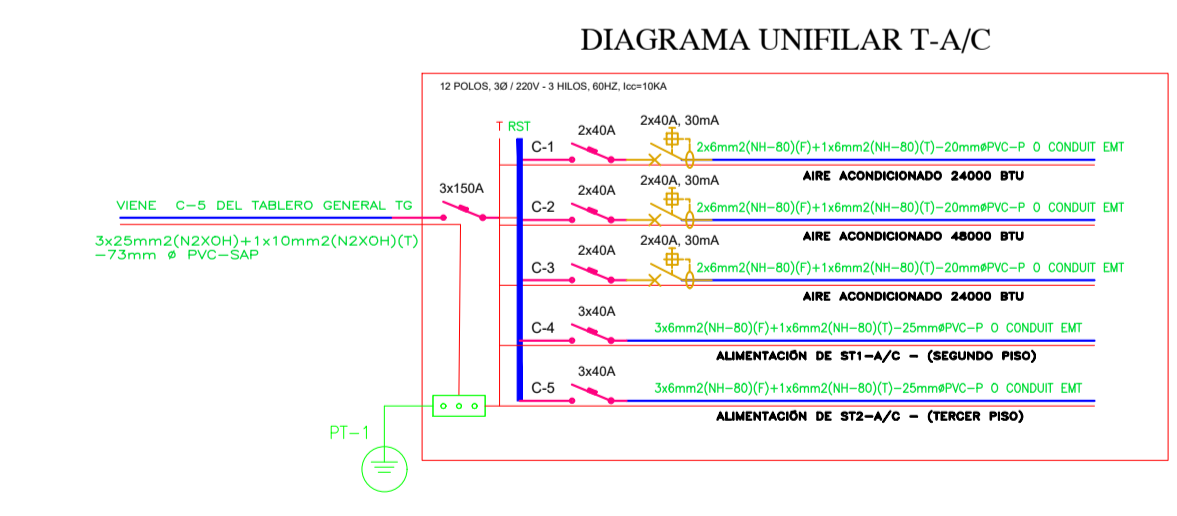 DIAGRAMA UNIFILAR T-A/C
12 POLOS, 3Ø / 220V - 3 HILOS, 60HZ, Icc=10KA
T RST
C-1
2x40A
2x40A, 30mA
2x6mm2(NH-80)(F)+1x6mm2(NH-80)(T)-20mmøPVC-P O CONDUIT EMT
AIRE ACONDICIONADO 24000 BTU
3x150A
C-2
2x40A
2x40A, 30mA
2x6mm2(NH-80)(F)+1x6mm2(NH-80)(T)-20mmøPVC-P O CONDUIT EMT
AIRE ACONDICIONADO 48000 BTU
VIENE C-5 DEL TABLERO GENERAL TG
3x25mm2(N2XOH)+1x10mm2(N2XOH)(T)
-73mm ø PVC-SAP
C-3
2x40A
2x40A, 30mA
2x6mm2(NH-80)(F)+1x6mm2(NH-80)(T)-20mmøPVC-P O CONDUIT EMT
AIRE ACONDICIONADO 24000 BTU
C-4
3x40A
3x6mm2(NH-80)(F)+1x6mm2(NH-80)(T)-25mmøPVC-P O CONDUIT EMT
ALIMENTACIÓN DE ST1-A/C - (SEGUNDO PISO)
C-5
3x40A
3x6mm2(NH-80)(F)+1x6mm2(NH-80)(T)-25mmøPVC-P O CONDUIT EMT
ALIMENTACIÓN DE ST2-A/C - (TERCER PISO)
PT-1